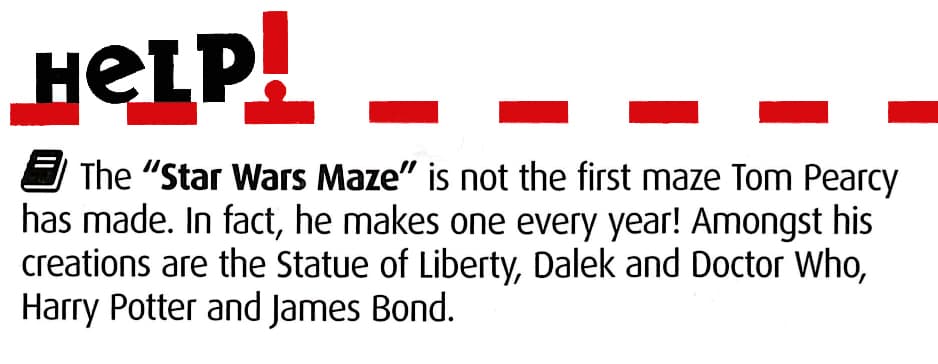 HeLP!
The “Star Wars Maze” is not the first maze Tom Pearcy
has made. In fact, he makes one every year! Amongst his
creations are the Statue of Liberty, Dalek and Doctor Who,
Harry Potter and James Bond.